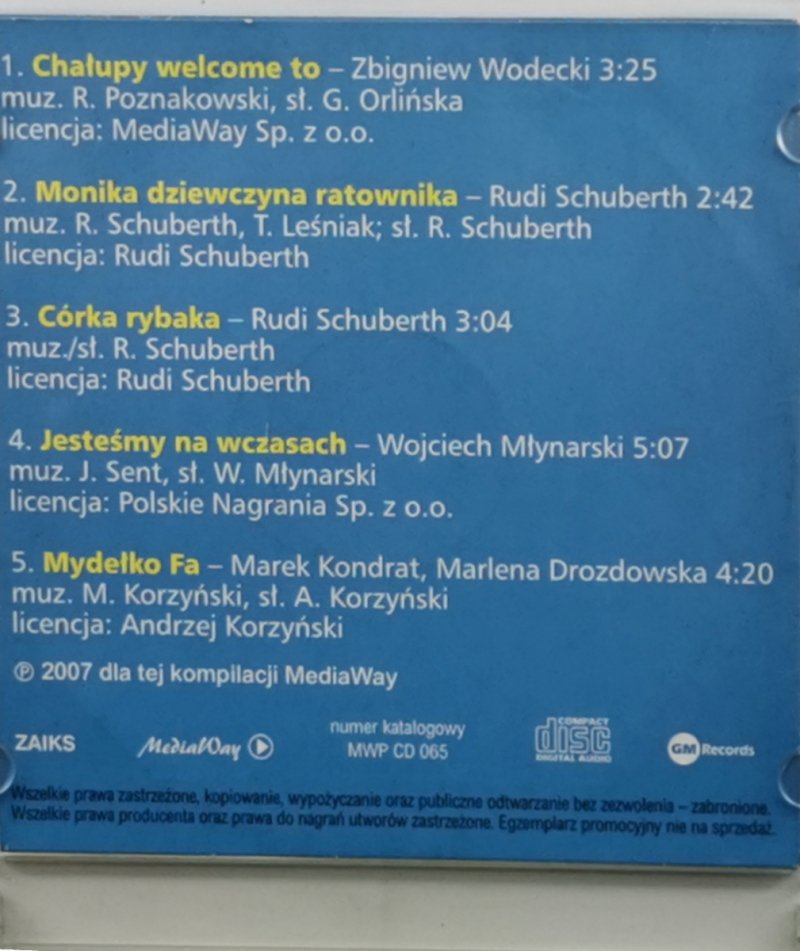 1. Chałupy welcome to – Zbigniew Wodecki 3:25
muz. R. Poznakowski, sł. G. Orlińska
licencja: MediaWay Sp. z o.o.
2. Monika dziewczyna ratownika – Rudi Schuberth 2:42
muz. R. Schuberth, T. Leśniak; sł. R. Schuberth
licencja: Rudi Schuberth
3. Córka rybaka – Rudi Schuberth 3:04
muz./sł. R. Schuberth
licencja: Rudi Schuberth
4. Jesteśmy na wczasach – Wojciech Młynarski 5:07
muz. J. Sent, sł. W. Młynarski
licencja: Polskie Nagrania Sp. z o.o.
5. Mydełko Fa – Marek Kondrat, Marlena Drozdowska 4:20
muz. M. Korzyński, sł. A. Korzyński
licencja: Andrzej Korzyński
℗ 2007 dla tej kompilacji MediaWay
ZAIKS
MediaWay
numer katalogowy
MWP CD 065
COMPACT
disc
DIGITAL AUDIO
GM Records
Wszelkie prawa zastrzeżone, kopiowanie, wypożyczanie oraz publiczne odtwarzanie bez zezwolenia – zabronione.
Wszelkie prawa producenta oraz prawa do nagrań utworów zastrzeżone. Egzemplarz promocyjny nie na sprzedaż.